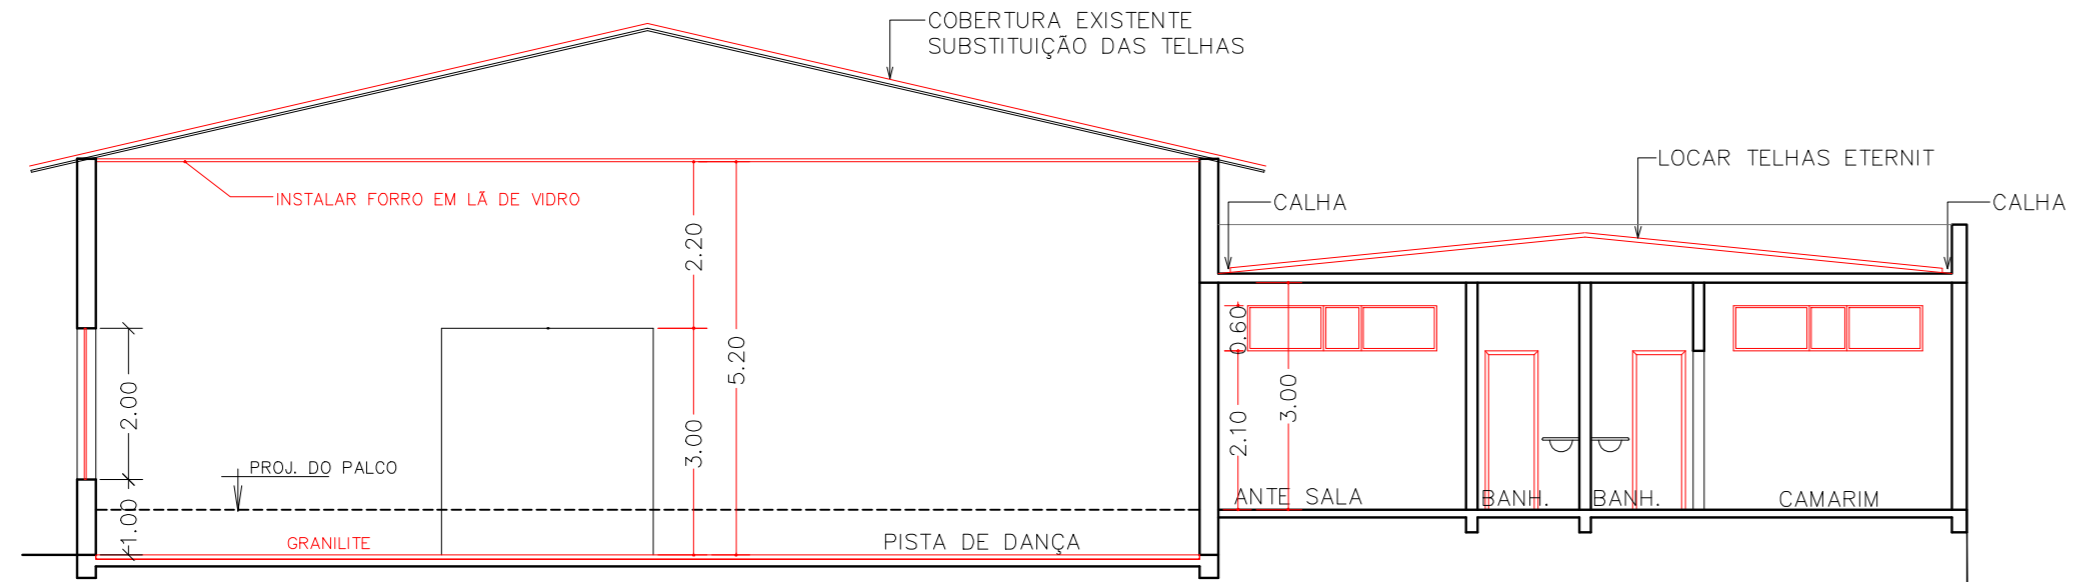 COBERTURA EXISTENTE
SUBSTITUIÇÃO DAS TELHAS
LOCAR TELHAS ETERNIT
INSTALAR FORRO EM LÃ DE VIDRO
CALHA
CALHA
2.20
5.20
3.00
2.00
1.00
0.60
2.10
3.00
PROJ. DO PALCO
GRANILITE
PISTA DE DANÇA
ANTE SALA
BANH.
BANH.
CAMARIM